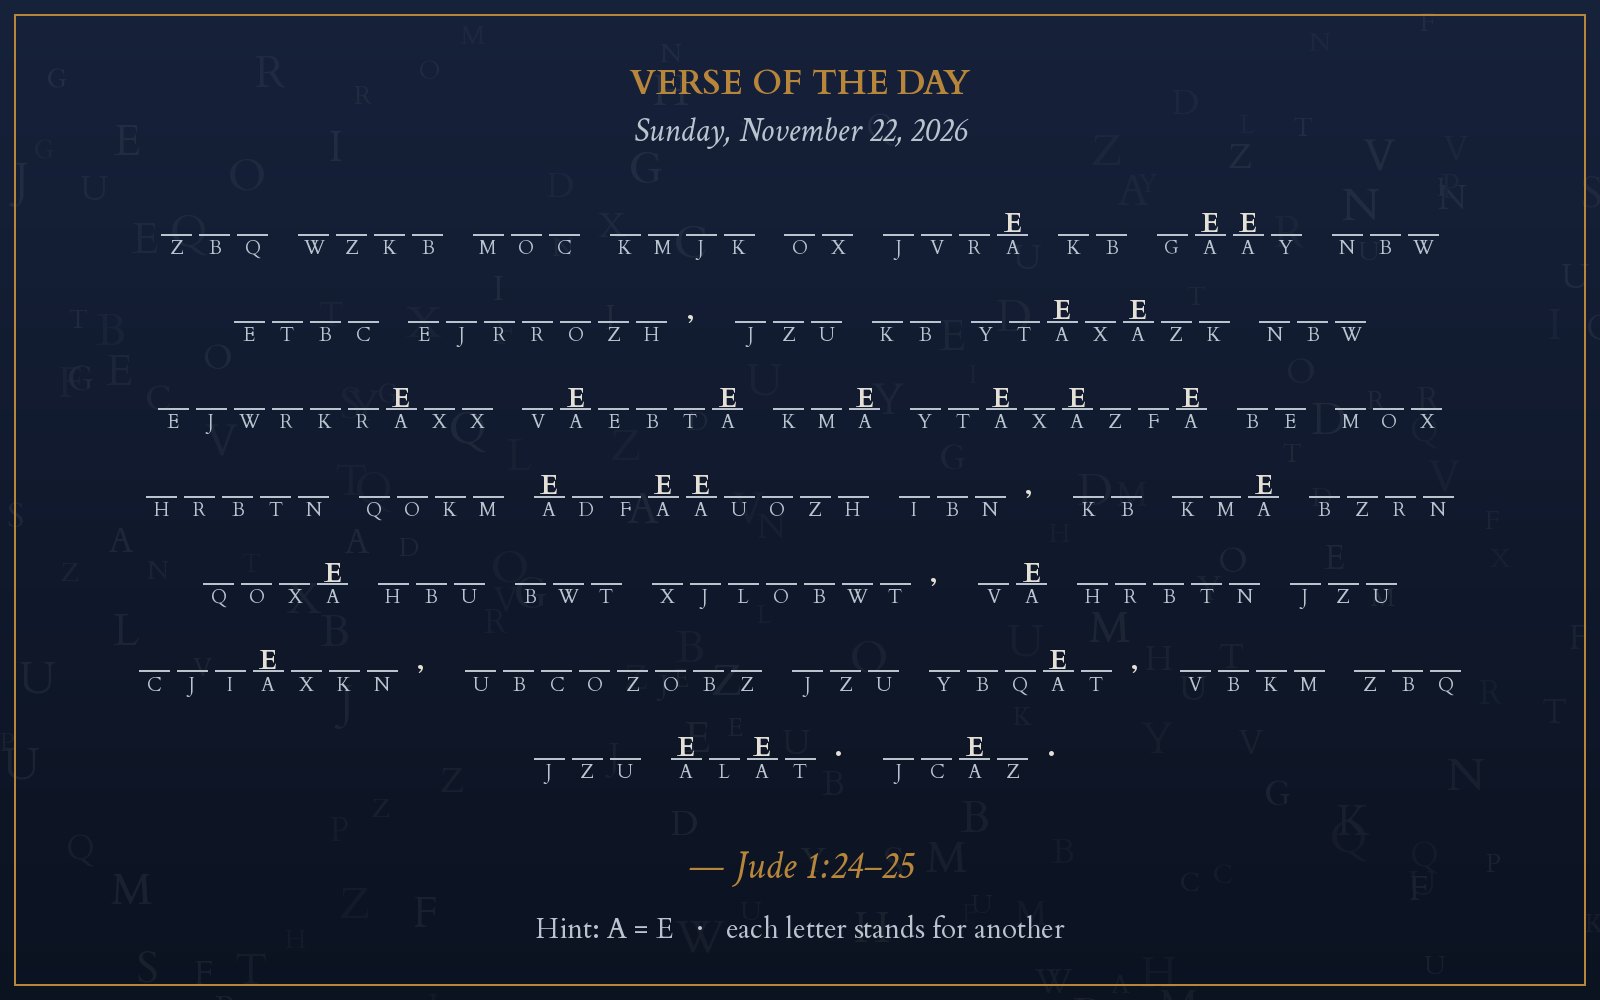 VERSE OF THE DAY
Sunday, November 22, 2026
E E E
ZBQ WZKB MOC KMJK OX JVRA KB GAAY NBW
E E
ETBC EJRROZH, JZU KB YTAXAZK NBW
E E E E E E E
EJWRKRAXX VAEBTA KMA YTAXAZFA BE MOX
E E E E
HRBTN QOKM ADFAAUOZH IBN, KB KMA BZRN
E E
QOXA HBU BWT XJLOBWT, VA HRBTN JZU
E E
CJIAXKN, UBCOZOBZ JZU YBQAT, VBKM ZBQ
E E E
JZU ALAT. JCAZ.
— Jude 1:24–25
Hint: A = E · each letter stands for another